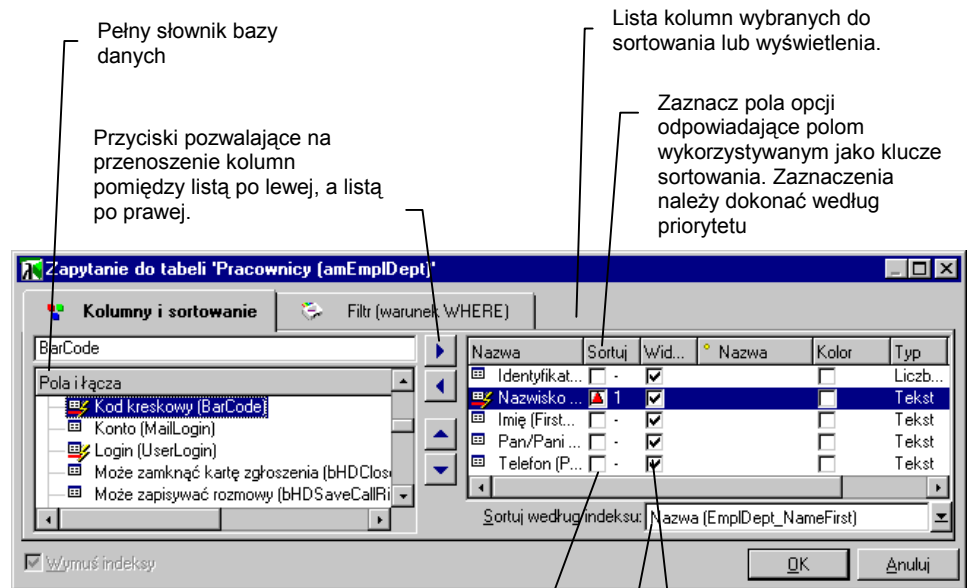 Pełny słownik bazy
danych
Lista kolumn wybranych do
sortowania lub wyświetlenia.
Przyciski pozwalające na
przenoszenie kolumn
pomiędzy listą po lewej, a listą
po prawej.
Zaznacz pola opcji
odpowiadające polom
wykorzystywanym jako klucze
sortowania. Zaznaczenia
należy dokonać według
priorytetu
Zapytanie do tabeli 'Pracownicy (amEmplDept)'
Kolumny i sortowanie Filtr (warunek WHERE)
BarCode
Pola i łącza
Kod kreskowy (BarCode)
Konto (MailLogin)
Login (UserLogin)
Może zamknąć kartę zgłoszenia (bHDClos
Może zapisywać rozmowy (bHDSaveCallRi
Nazwa Sortuj Wid... Nazwa Kolor Typ
Identyfikat... - Liczb...
Nazwisko ... 1 Tekst
Imię (First... - Tekst
Pan/Pani ... - Tekst
Telefon (P... - Tekst
Sortuj według indeksu: Nazwa (EmplDept_NameFirst)
Wymuś indeksy
OK Anuluj